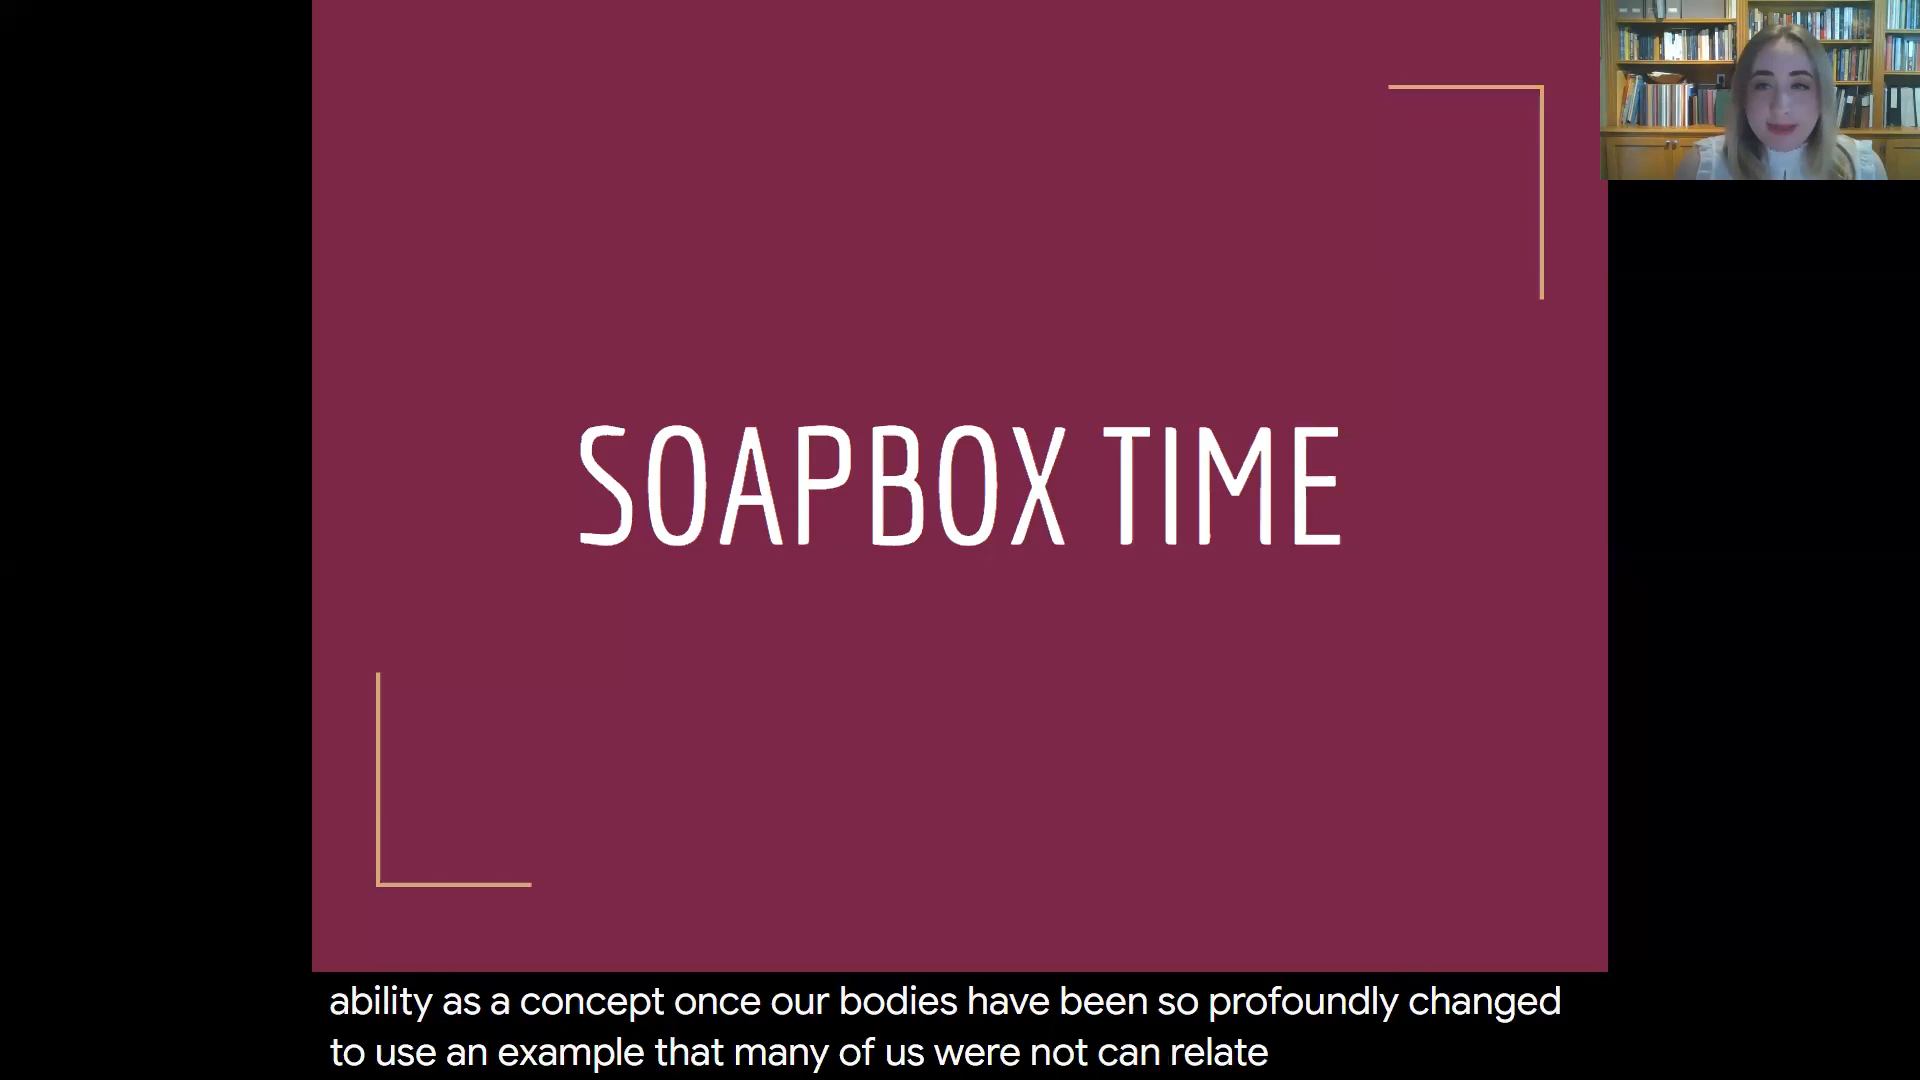 SOAPBOX TIME
ability as a concept once our bodies have been so profoundly changed
to use an example that many of us were not can relate